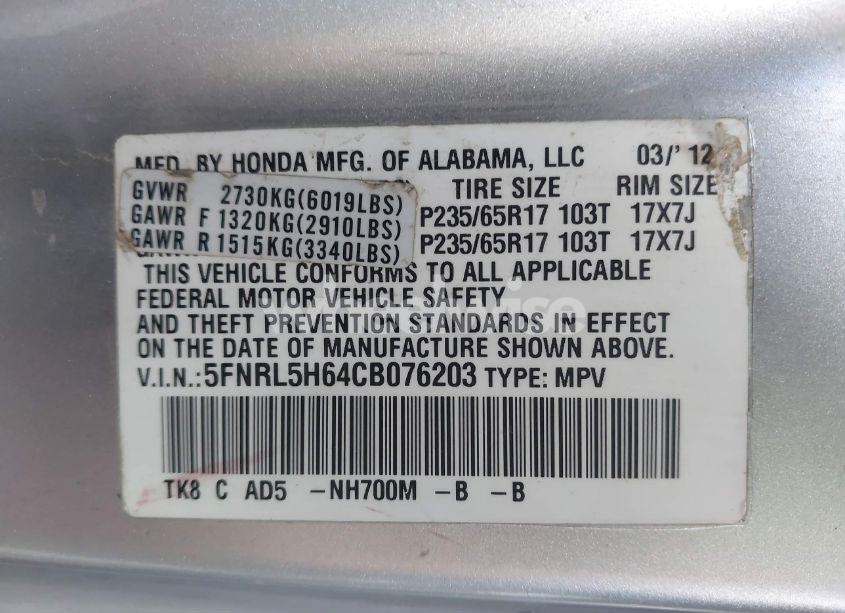 MFD. BY HONDA MFG. OF ALABAMA, LLC 03/'12
GVWR 2730KG(6019LBS) TIRE SIZE RIM SIZE
GAWR F 1320KG(2910LBS) P235/65R17 103T 17X7J
GAWR R 1515KG(3340LBS) P235/65R17 103T 17X7J
THIS VEHICLE CONFORMS TO ALL APPLICABLE
FEDERAL MOTOR VEHICLE SAFETY
AND THEFT PREVENTION STANDARDS IN EFFECT
ON THE DATE OF MANUFACTURE SHOWN ABOVE.
V.I.N.:5FNRL5H64CB076203 TYPE: MPV
TK8 C AD5 -NH700M -B -B